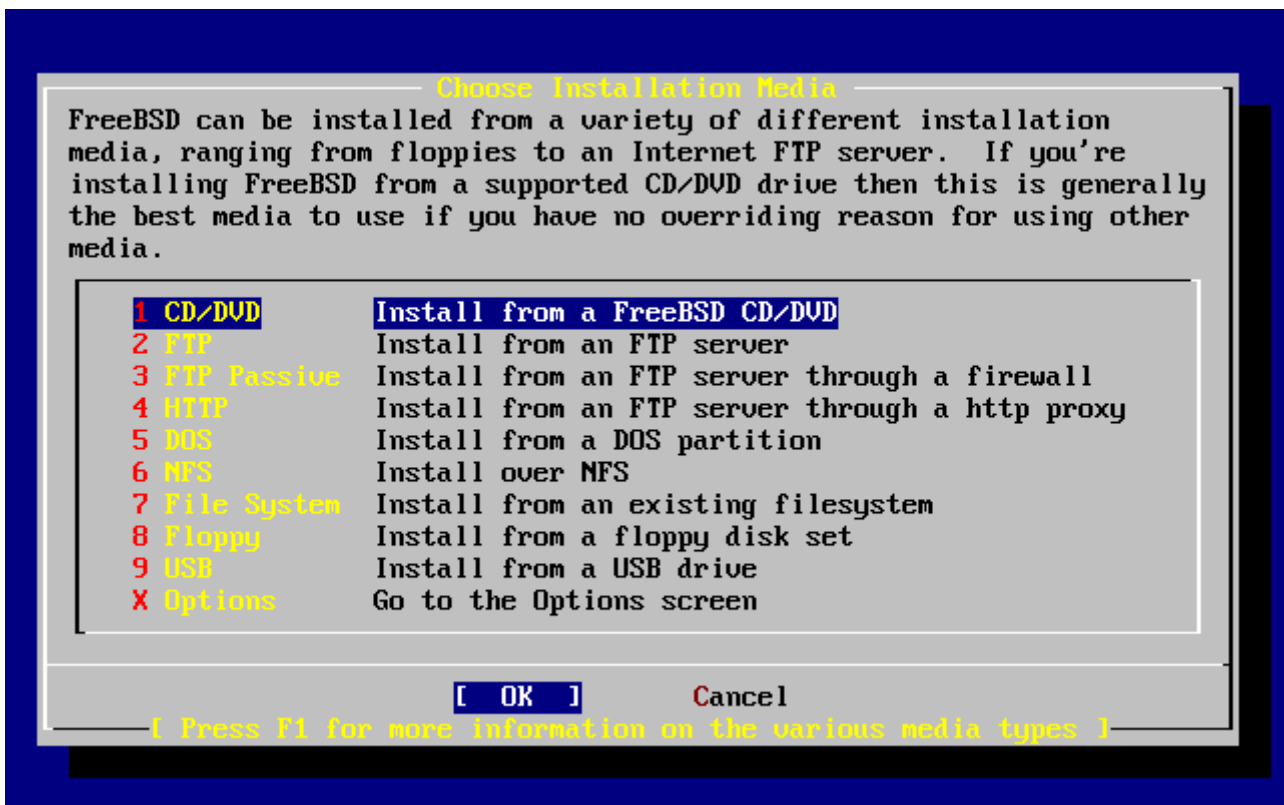 Choose Installation Media
FreeBSD can be installed from a variety of different installation
media, ranging from floppies to an Internet FTP server.  If you're
installing FreeBSD from a supported CD/DVD drive then this is generally
the best media to use if you have no overriding reason for using other
media.
1 CD/DVD Install from a FreeBSD CD/DVD
2 FTP Install from an FTP server
3 FTP Passive Install from an FTP server through a firewall
4 HTTP Install from an FTP server through a http proxy
5 DOS Install from a DOS partition
6 NFS Install over NFS
7 File System Install from an existing filesystem
8 Floppy Install from a floppy disk set
9 USB Install from a USB drive
X Options Go to the Options screen
[ OK ] Cancel
[ Press F1 for more information on the various media types ]